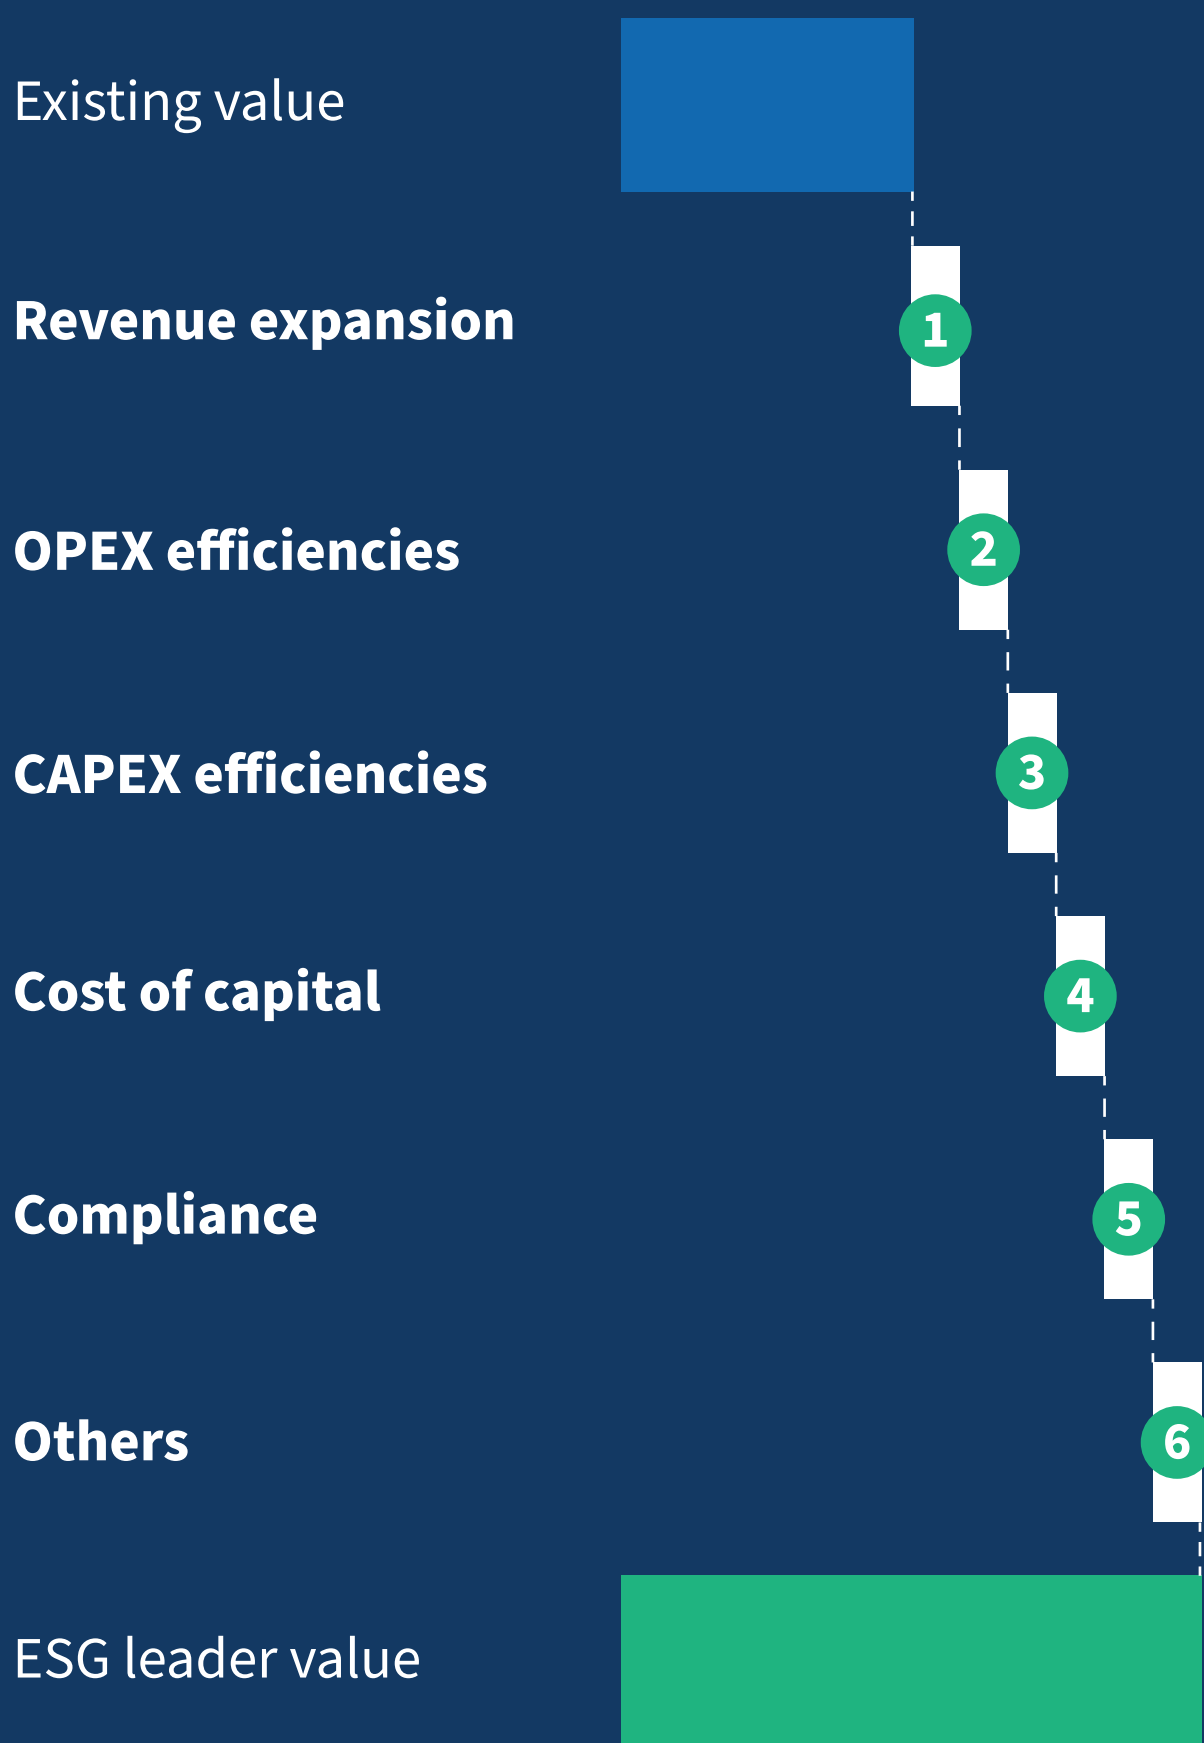 Existing value
Revenue expansion
1
OPEX efficiencies
2
CAPEX efficiencies
3
Cost of capital
4
Compliance
5
Others
6
ESG leader value